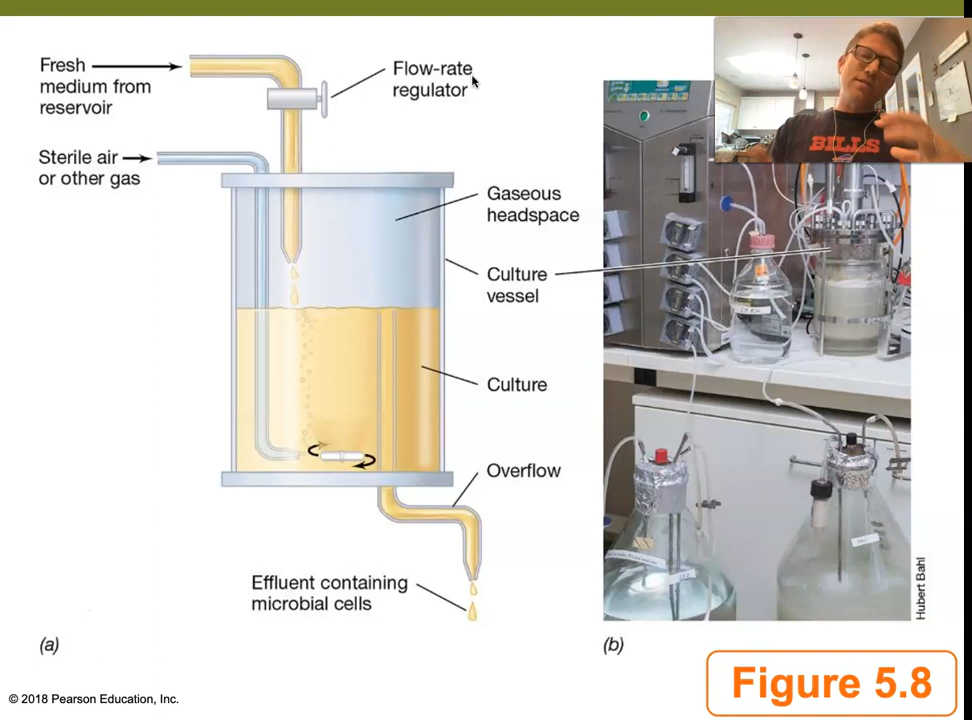 Fresh
medium from
reservoir
Flow-rate
regulator
Sterile air
or other gas
BILLS
Gaseous
headspace
Culture
vessel
Culture
Overflow
Effluent containing
microbial cells
Hubert Bahl
(a)
(b)
Figure 5.8
© 2018 Pearson Education, Inc.